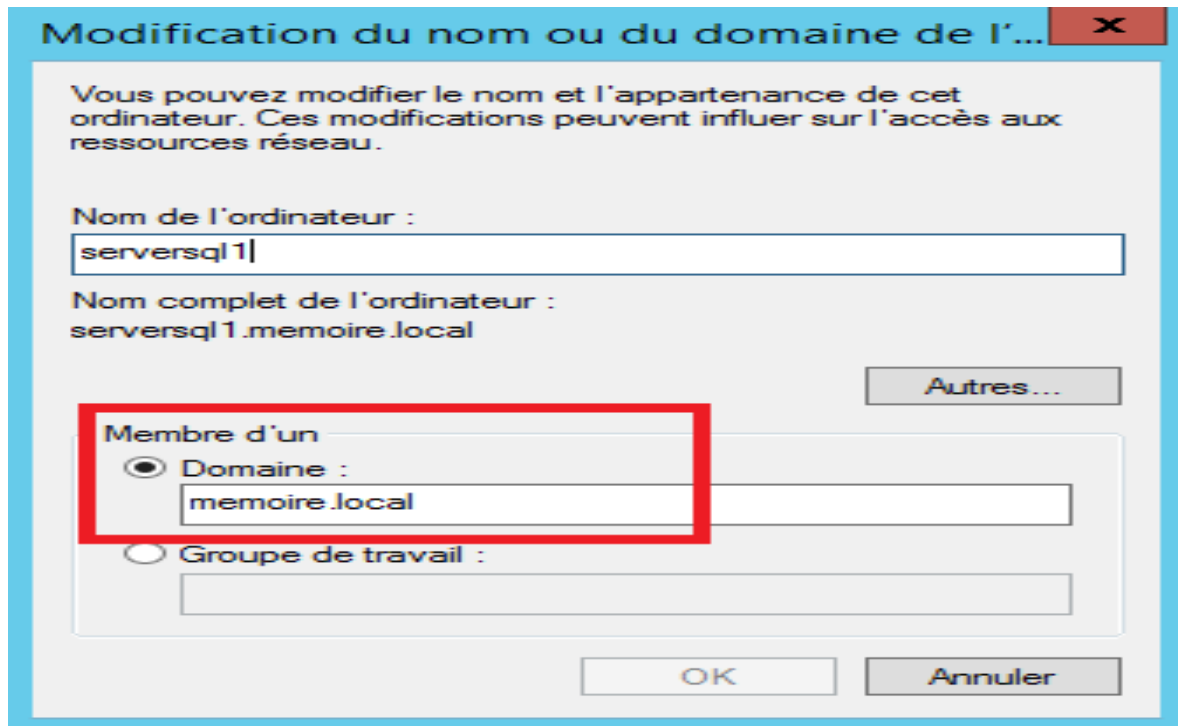 Modification du nom ou du domaine de l'...
x
Vous pouvez modifier le nom et l'appartenance de cet
ordinateur. Ces modifications peuvent influer sur l'accès aux
ressources réseau.
Nom de l'ordinateur :
serversql1
Nom complet de l'ordinateur :
serversql1.memoire.local
Autres...
Membre d'un
Domaine :
memoire.local
Groupe de travail :
OK
Annuler